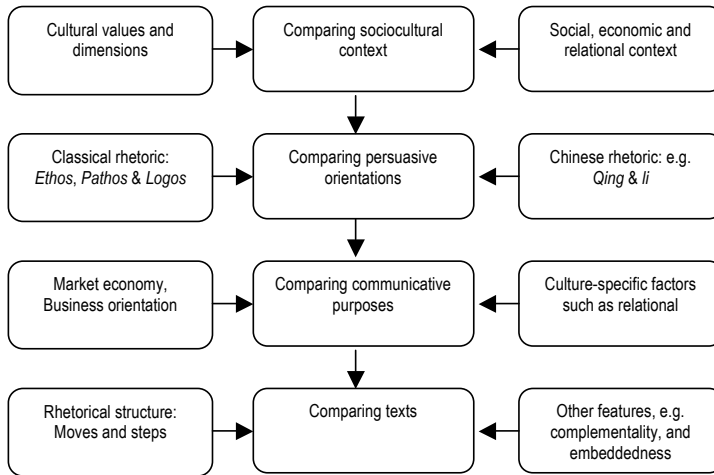 Cultural values and
dimensions
Comparing sociocultural
context
Social, economic and
relational context
Classical rhetoric:
Ethos, Pathos & Logos
Comparing persuasive
orientations
Chinese rhetoric: e.g.
Qing & li
Market economy,
Business orientation
Comparing communicative
purposes
Culture-specific factors
such as relational
Rhetorical structure:
Moves and steps
Comparing texts
Other features, e.g.
complementality, and
embeddedness